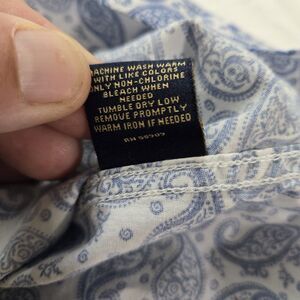 MACHINE WASH WARM
WITH LIKE COLORS
ONLY NON-CHLORINE
BLEACH WHEN
NEEDED
TUMBLE DRY LOW
REMOVE PROMPTLY
WARM IRON IF NEEDED
RN